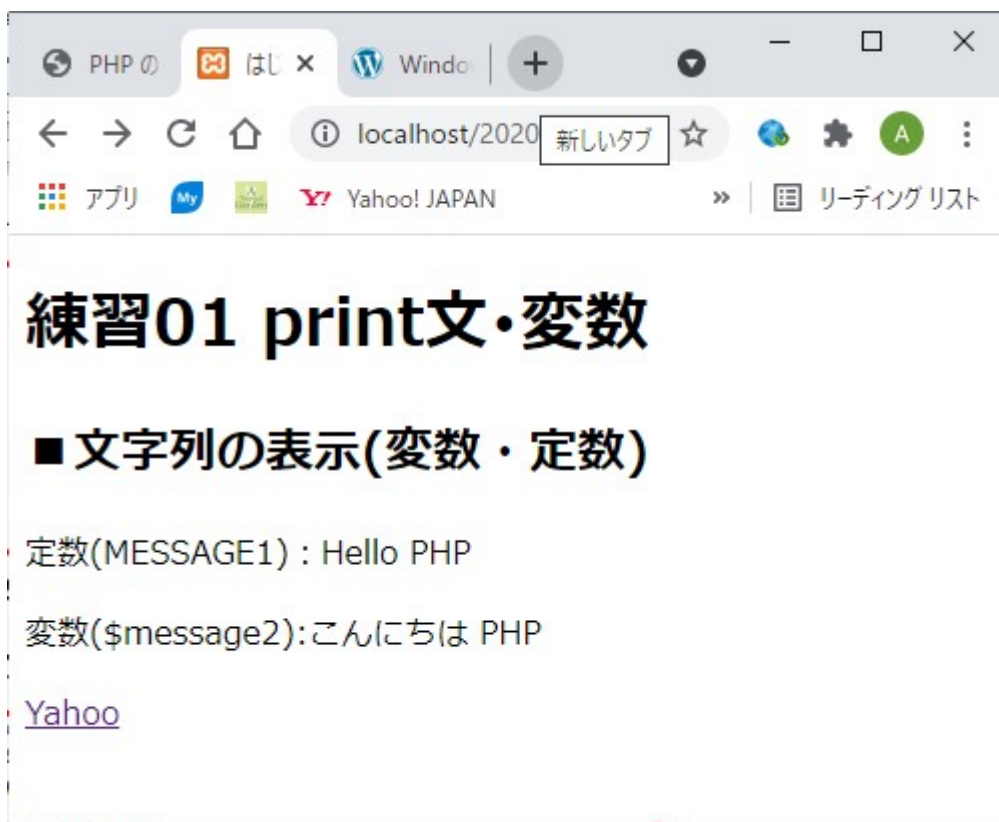 PHP の はじ Windo
localhost/2020 新しいタブ A
アプリ My Yahoo! JAPAN » リーディング リスト
練習01 print文・変数
■文字列の表示(変数・定数)
定数(MESSAGE1) : Hello PHP
変数($message2):こんにちは PHP
Yahoo